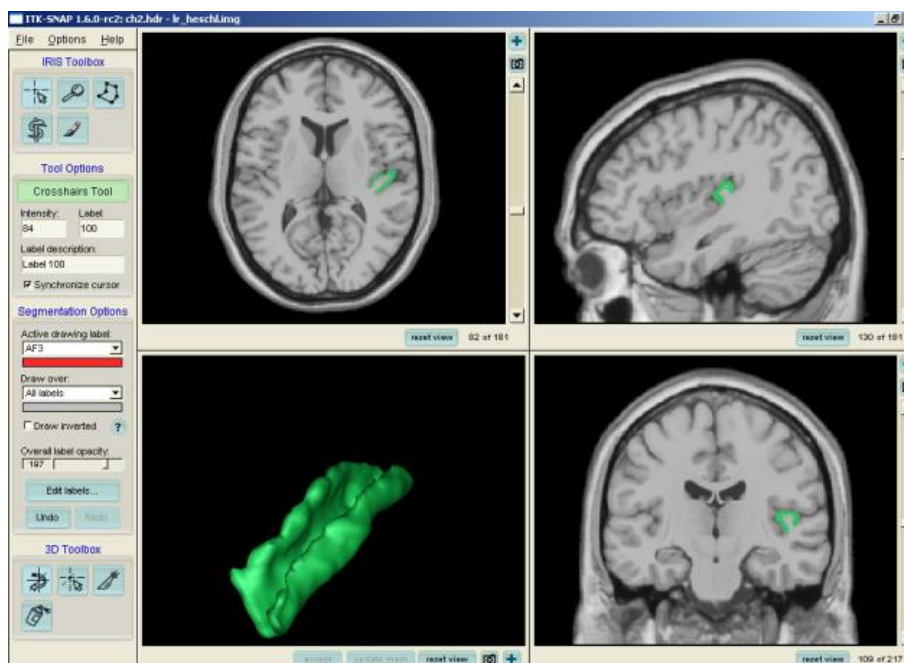 ITK-SNAP 1.6.0-rc2: ch2.hdr - lr_heschl.img
File Options Help
IRIS Toolbox
Tool Options
Crosshairs Tool
Intensity: Label:
84 100
Label description:
Label 100
Synchronize cursor
Segmentation Options
Active drawing label:
AF3
Draw over:
All labels
Draw inverted ?
Overall label opacity:
197
Edit labels...
Undo Redo
3D Toolbox
reset view 82 of 181
reset view 130 of 181
accept update mesh reset view
reset view 109 of 217